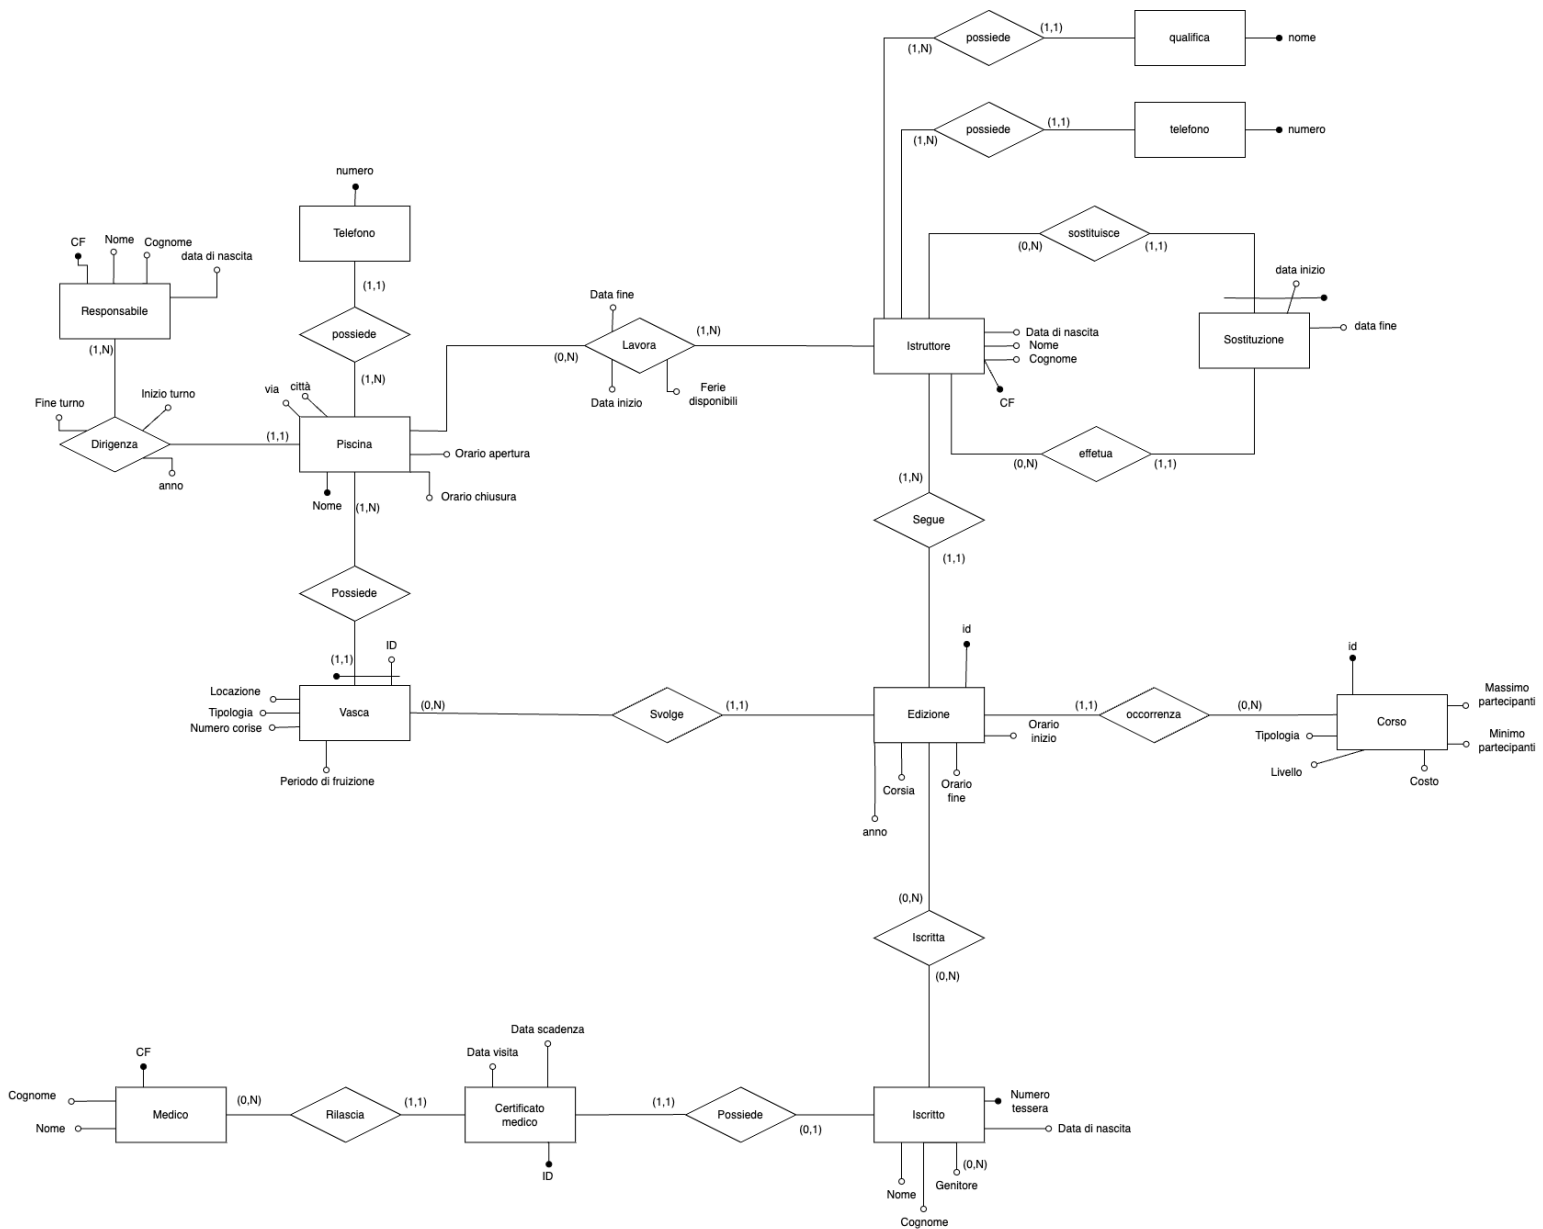 possiede
(1,1)
(1,N)
qualifica
nome
possiede
(1,1)
(1,N)
telefono
numero
numero
Telefono
(1,1)
possiede
(1,N)
CF
Nome
Cognome
data di nascita
Responsabile
(1,N)
Fine turno
Inizio turno
Dirigenza
anno
(1,1)
via
città
Piscina
Orario apertura
Orario chiusura
Nome
(1,N)
(0,N)
Data fine
Lavora
Data inizio
Ferie
disponibili
(1,N)
Istruttore
Data di nascita
Nome
Cognome
CF
(0,N)
sostituisce
(1,1)
data inizio
Sostituzione
data fine
(0,N)
effetua
(1,1)
(1,N)
Segue
(1,1)
Possiede
(1,1)
ID
Locazione
Tipologia
Numero corise
Vasca
Periodo di fruizione
(0,N)
Svolge
(1,1)
id
Edizione
Orario
inizio
Corsia
Orario
fine
anno
(1,1)
occorrenza
(0,N)
id
Corso
Massimo
partecipanti
Minimo
partecipanti
Tipologia
Livello
Costo
(0,N)
Iscritta
(0,N)
CF
Cognome
Nome
Medico
(0,N)
Rilascia
(1,1)
Data visita
Data scadenza
Certificato
medico
ID
(1,1)
Possiede
(0,1)
Iscritto
Numero
tessera
Data di nascita
(0,N)
Genitore
Nome
Cognome